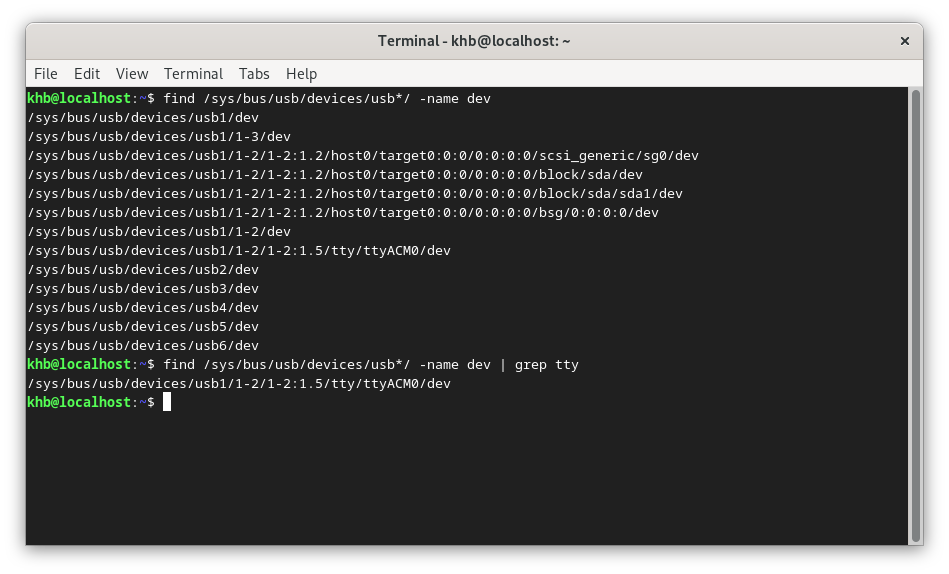 Terminal - khb@localhost: ~
×
File Edit View Terminal Tabs Help
khb@localhost:~$ find /sys/bus/usb/devices/usb*/ -name dev
/sys/bus/usb/devices/usb1/dev
/sys/bus/usb/devices/usb1/1-3/dev
/sys/bus/usb/devices/usb1/1-2/1-2:1.2/host0/target0:0:0/0:0:0:0/scsi_generic/sg0/dev
/sys/bus/usb/devices/usb1/1-2/1-2:1.2/host0/target0:0:0/0:0:0:0/block/sda/dev
/sys/bus/usb/devices/usb1/1-2/1-2:1.2/host0/target0:0:0/0:0:0:0/block/sda/sda1/dev
/sys/bus/usb/devices/usb1/1-2/1-2:1.2/host0/target0:0:0/0:0:0:0/bsg/0:0:0:0/dev
/sys/bus/usb/devices/usb1/1-2/dev
/sys/bus/usb/devices/usb1/1-2/1-2:1.5/tty/ttyACM0/dev
/sys/bus/usb/devices/usb2/dev
/sys/bus/usb/devices/usb3/dev
/sys/bus/usb/devices/usb4/dev
/sys/bus/usb/devices/usb5/dev
/sys/bus/usb/devices/usb6/dev
khb@localhost:~$ find /sys/bus/usb/devices/usb*/ -name dev | grep tty
/sys/bus/usb/devices/usb1/1-2/1-2:1.5/tty/ttyACM0/dev
khb@localhost:~$